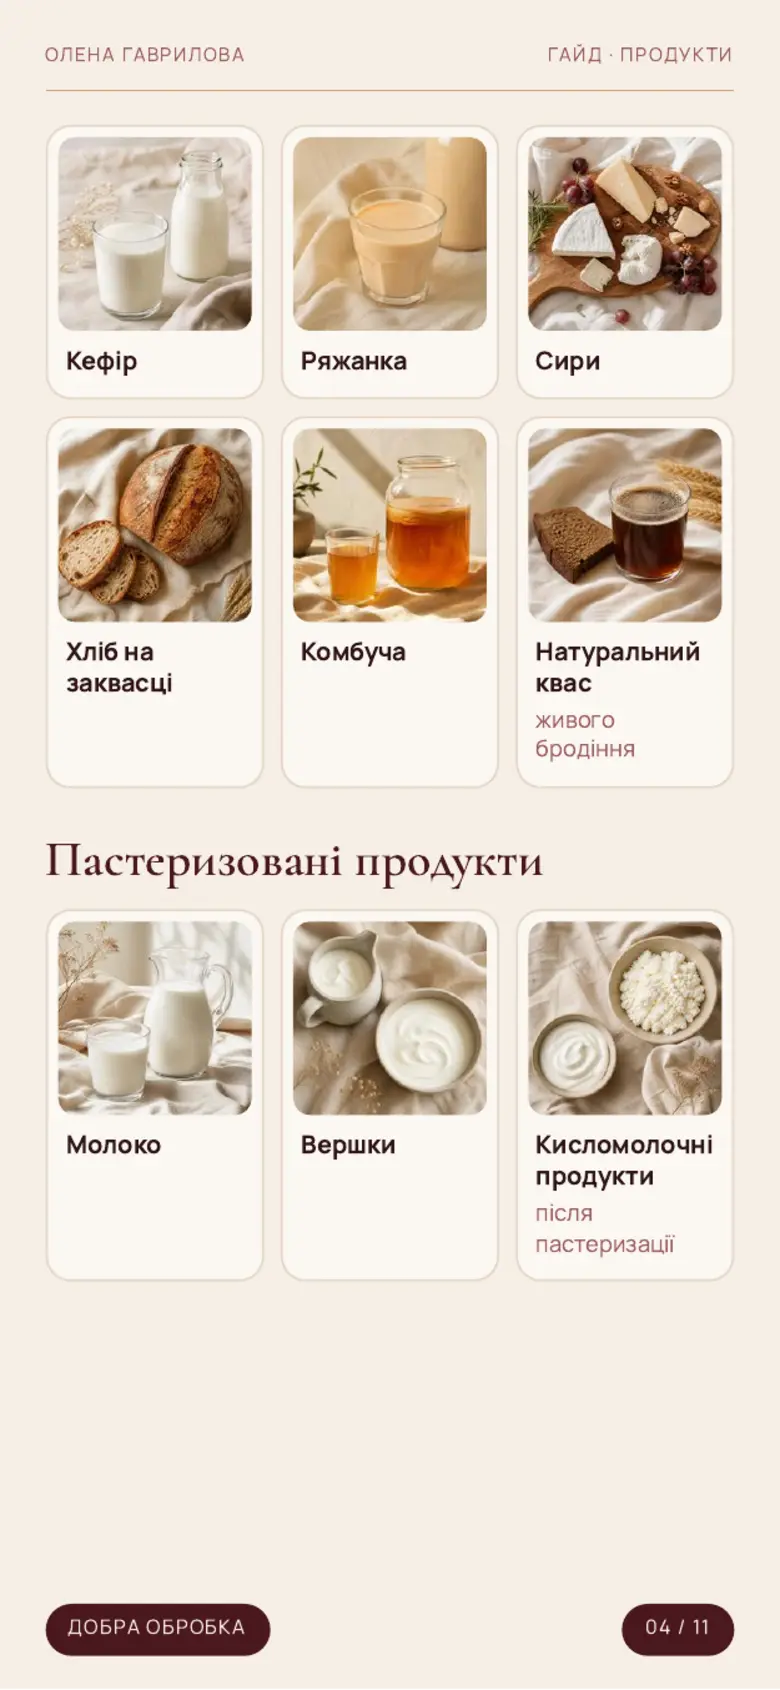 ОЛЕНА ГАВРИЛОВА
ГАЙД · ПРОДУКТИ
Кефір
Ряжанка
Сири
Хліб на
заквасці
Комбуча
Натуральний
квас
живого
бродіння
Пастеризовані продукти
Молоко
Вершки
Кисломолочні
продукти
після
пастеризації
ДОБРА ОБРОБКА
04 / 11